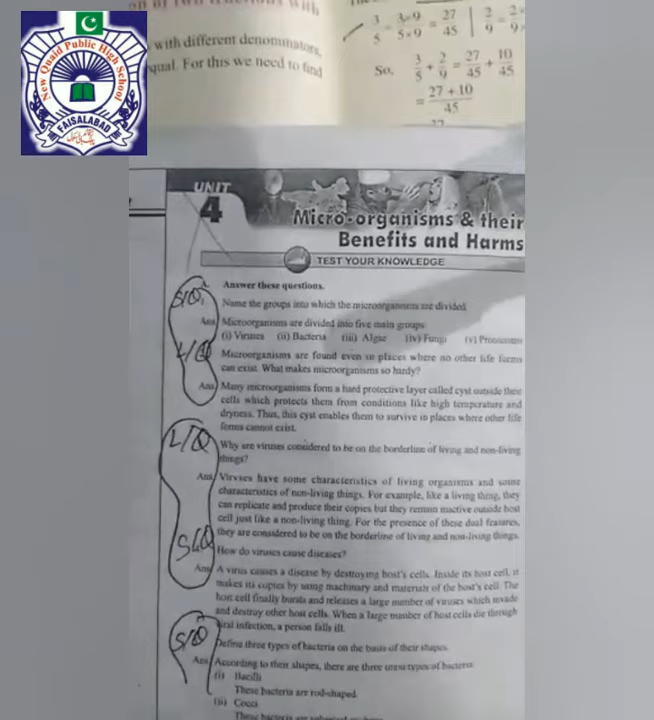 New Quaid Public High School
FAISALABAD
with different denominators,
qual. For this we need to find
3/5 = 3×9/5×9 = 27/45 | 2/9 = 2×
So, 3/5 + 2/9 = 27/45 + 10/45
= 27 + 10/45
UNIT
4
Micro-organisms & their
Benefits and Harms
TEST YOUR KNOWLEDGE
Answer these questions.
S/Q
Name the groups into which the microorganisms are divided
Ans Microorganisms are divided into five main groups
(i) Viruses (ii) Bacteria (iii) Algae (iv) Fungi (v) Protozoans
L/Q
Microorganisms are found even in places where no other life forms
can exist. What makes microorganisms so hardy?
Ans Many microorganisms form a hard protective layer called cyst outside their
cells which protects them from conditions like high temperature and
dryness. Thus, this cyst enables them to survive in places where other life
forms cannot exist.
L/Q
Why are viruses considered to be on the borderline of living and non-living
things?
Ans Viruses have some characteristics of living organisms and some
characteristics of non-living things. For example, like a living thing, they
can replicate and produce their copies but they remain inactive outside host
cell just like a non-living thing. For the presence of these dual features,
they are considered to be on the borderline of living and non-living things.
S/Q
How do viruses cause diseases?
Ans A virus causes a disease by destroying host's cells. Inside its host cell, it
makes its copies by using machinary and materials of the host's cell. The
host cell finally bursts and releases a large number of viruses which invade
and destroy other host cells. When a large number of host cells die through
viral infection, a person falls ill.
S/Q
Define three types of bacteria on the basis of their shapes.
Ans According to their shapes, there are three types of bacteria
(i) Bacilli
These bacteria are rod-shaped.
(ii) Cocci
These bacteria are